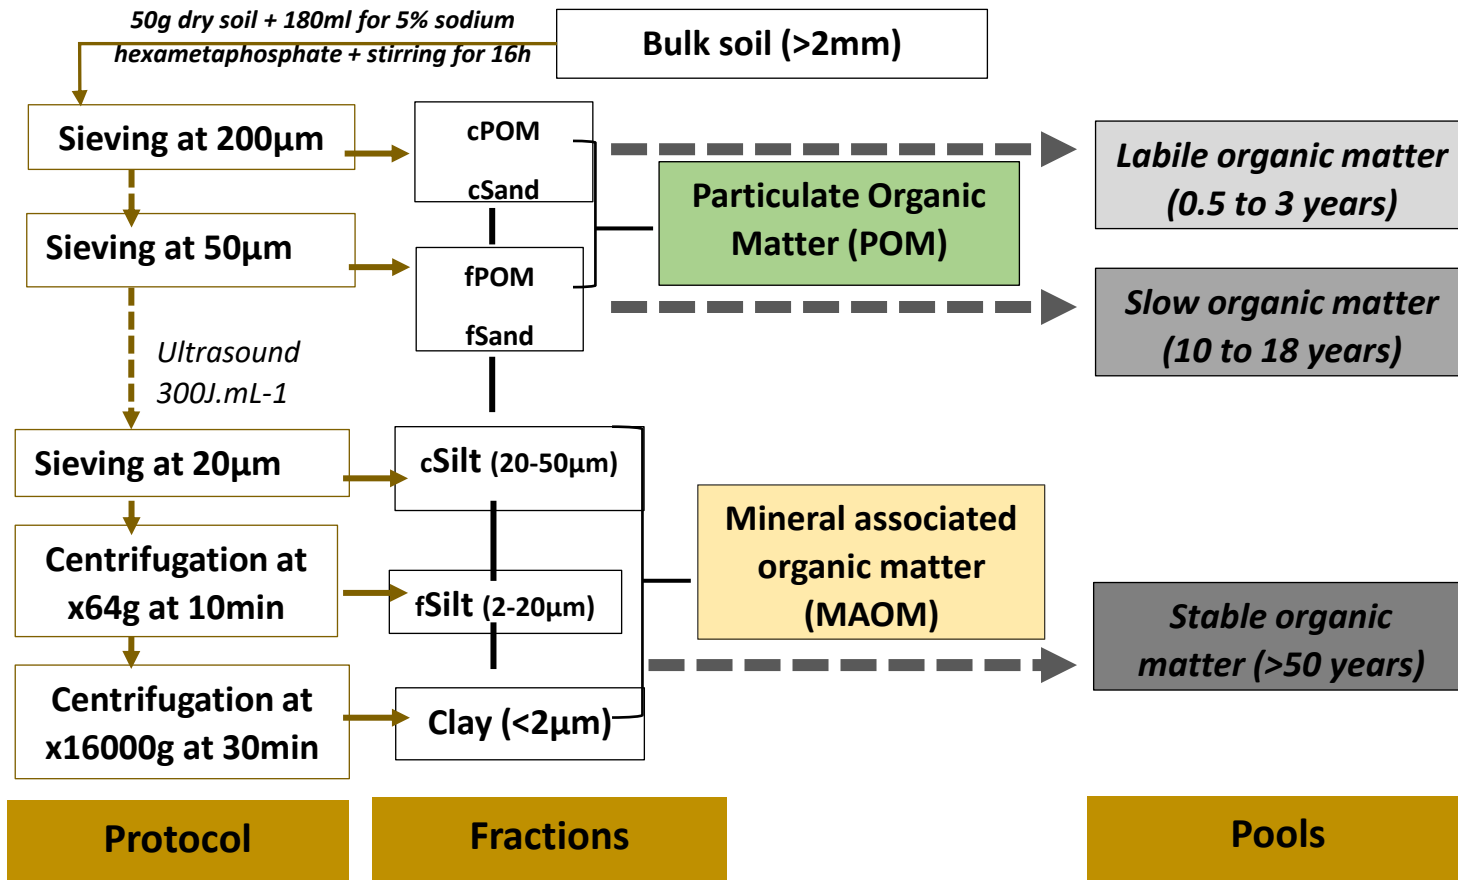 50g dry soil + 180ml for 5% sodium
hexametaphosphate + stirring for 16h
Bulk soil (>2mm)
Sieving at 200µm
cPOM
cSand
Labile organic matter
(0.5 to 3 years)
Particulate Organic
Matter (POM)
Sieving at 50µm
fPOM
fSand
Slow organic matter
(10 to 18 years)
Ultrasound
300J.mL-1
Sieving at 20µm
cSilt (20-50µm)
Mineral associated
organic matter
(MAOM)
Centrifugation at
x64g at 10min
fSilt (2-20µm)
Stable organic
matter (>50 years)
Centrifugation at
x16000g at 30min
Clay (<2µm)
Protocol
Fractions
Pools